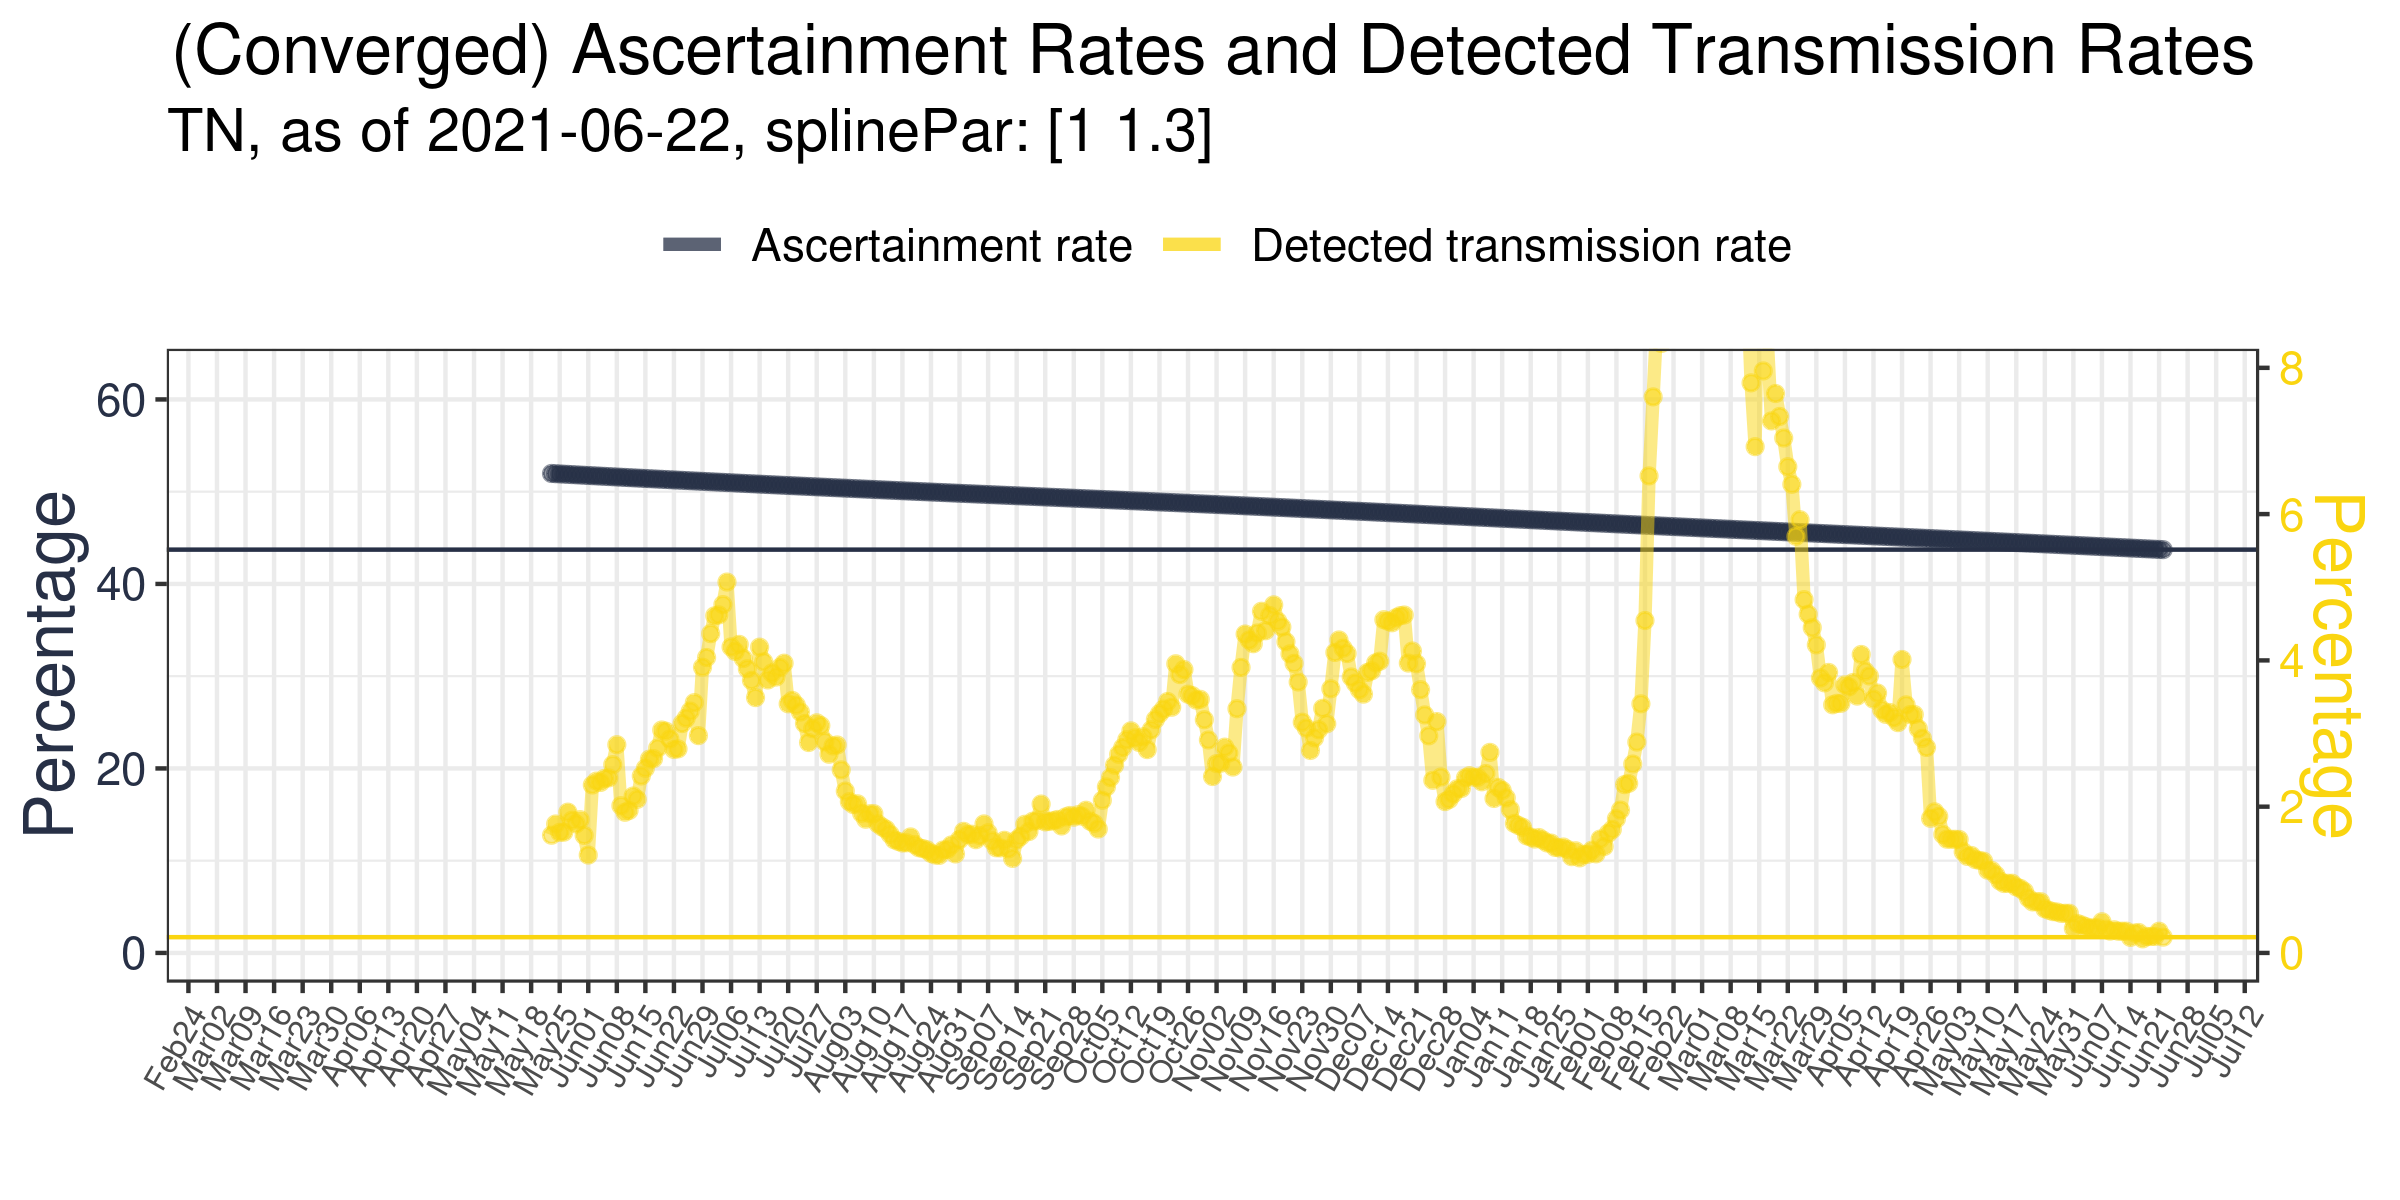 (Converged) Ascertainment Rates and Detected Transmission Rates
TN, as of 2021-06-22, splinePar: [1 1.3]
Ascertainment rate Detected transmission rate
Percentage
60
40
20
0
8
6
4
2
0
Percentage
Feb24 Mar02 Mar09 Mar16 Mar23 Mar30 Apr06 Apr13 Apr20 Apr27 May04 May11 May18 May25 Jun01 Jun08 Jun15 Jun22 Jun29 Jul06 Jul13 Jul20 Jul27 Aug03 Aug10 Aug17 Aug24 Aug31 Sep07 Sep14 Sep21 Sep28 Oct05 Oct12 Oct19 Oct26 Nov02 Nov09 Nov16 Nov23 Nov30 Dec07 Dec14 Dec21 Dec28 Jan04 Jan11 Jan18 Jan25 Feb01 Feb08 Feb15 Feb22 Mar01 Mar08 Mar15 Mar22 Mar29 Apr05 Apr12 Apr19 Apr26 May03 May10 May17 May24 May31 Jun07 Jun14 Jun21 Jun28 Jul05 Jul12